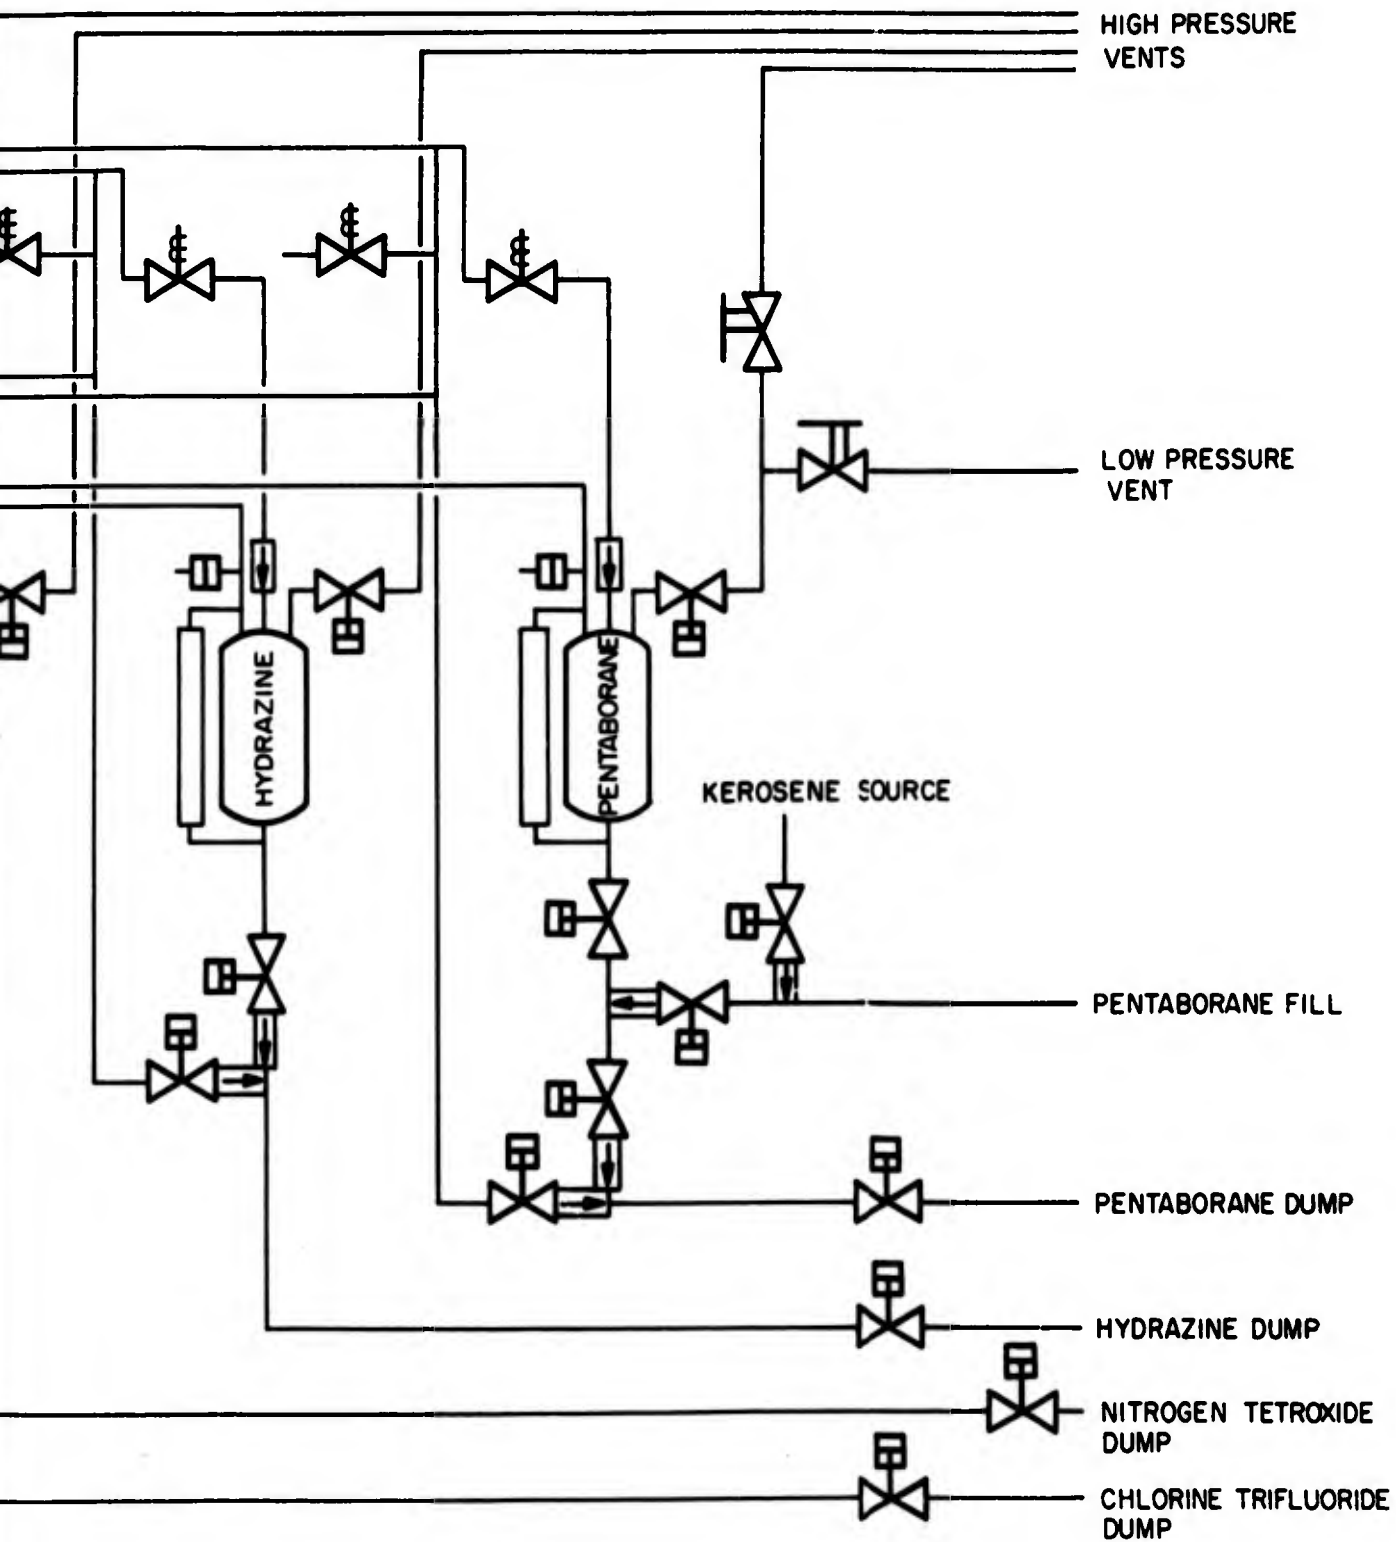 HIGH PRESSURE
VENTS
LOW PRESSURE
VENT
HYDRAZINE
PENTABORANE
KEROSENE SOURCE
PENTABORANE FILL
PENTABORANE DUMP
HYDRAZINE DUMP
NITROGEN TETROXIDE
DUMP
CHLORINE TRIFLUORIDE
DUMP